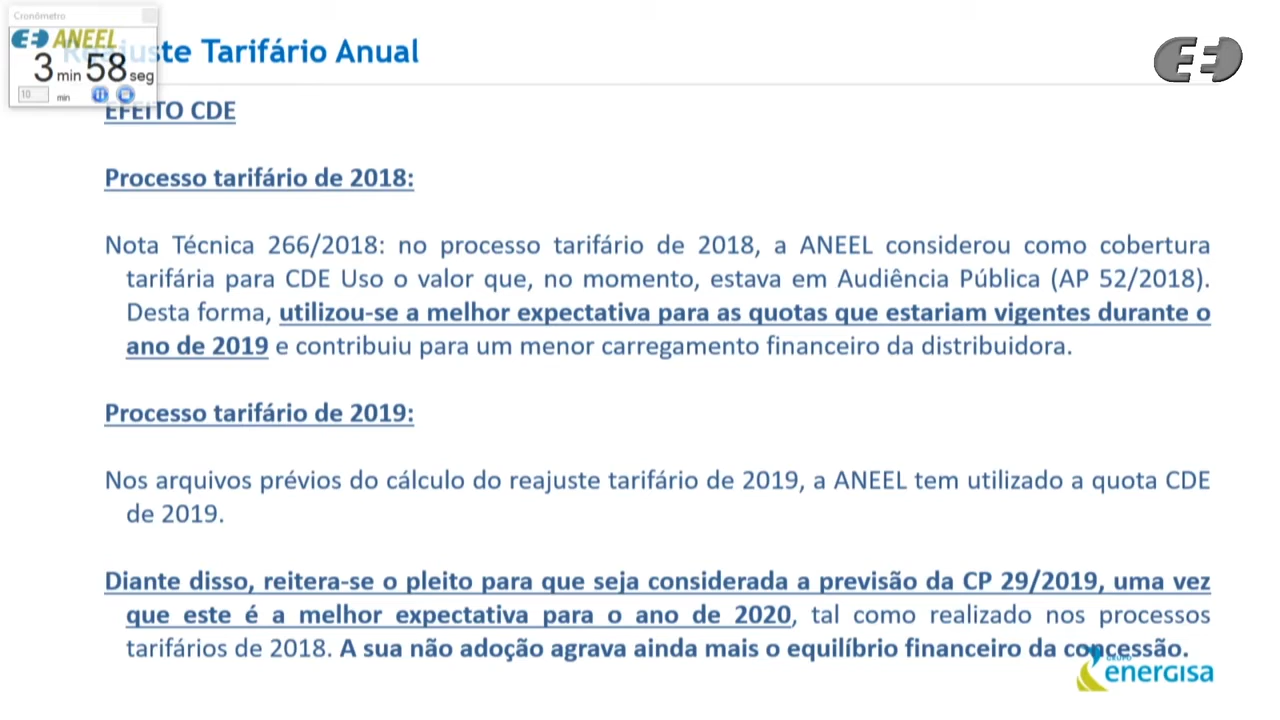 Cronômetro
ANEEL
Reajuste Tarifário Anual
3 min 58 seg
10 min
EFEITO CDE
Processo tarifário de 2018:
Nota Técnica 266/2018: no processo tarifário de 2018, a ANEEL considerou como cobertura
tarifária para CDE Uso o valor que, no momento, estava em Audiência Pública (AP 52/2018).
Desta forma, utilizou-se a melhor expectativa para as quotas que estariam vigentes durante o
ano de 2019 e contribuiu para um menor carregamento financeiro da distribuidora.
Processo tarifário de 2019:
Nos arquivos prévios do cálculo do reajuste tarifário de 2019, a ANEEL tem utilizado a quota CDE
de 2019.
Diante disso, reitera-se o pleito para que seja considerada a previsão da CP 29/2019, uma vez
que este é a melhor expectativa para o ano de 2020, tal como realizado nos processos
tarifários de 2018. A sua não adoção agrava ainda mais o equilíbrio financeiro da concessão.
GRUPO
energisa